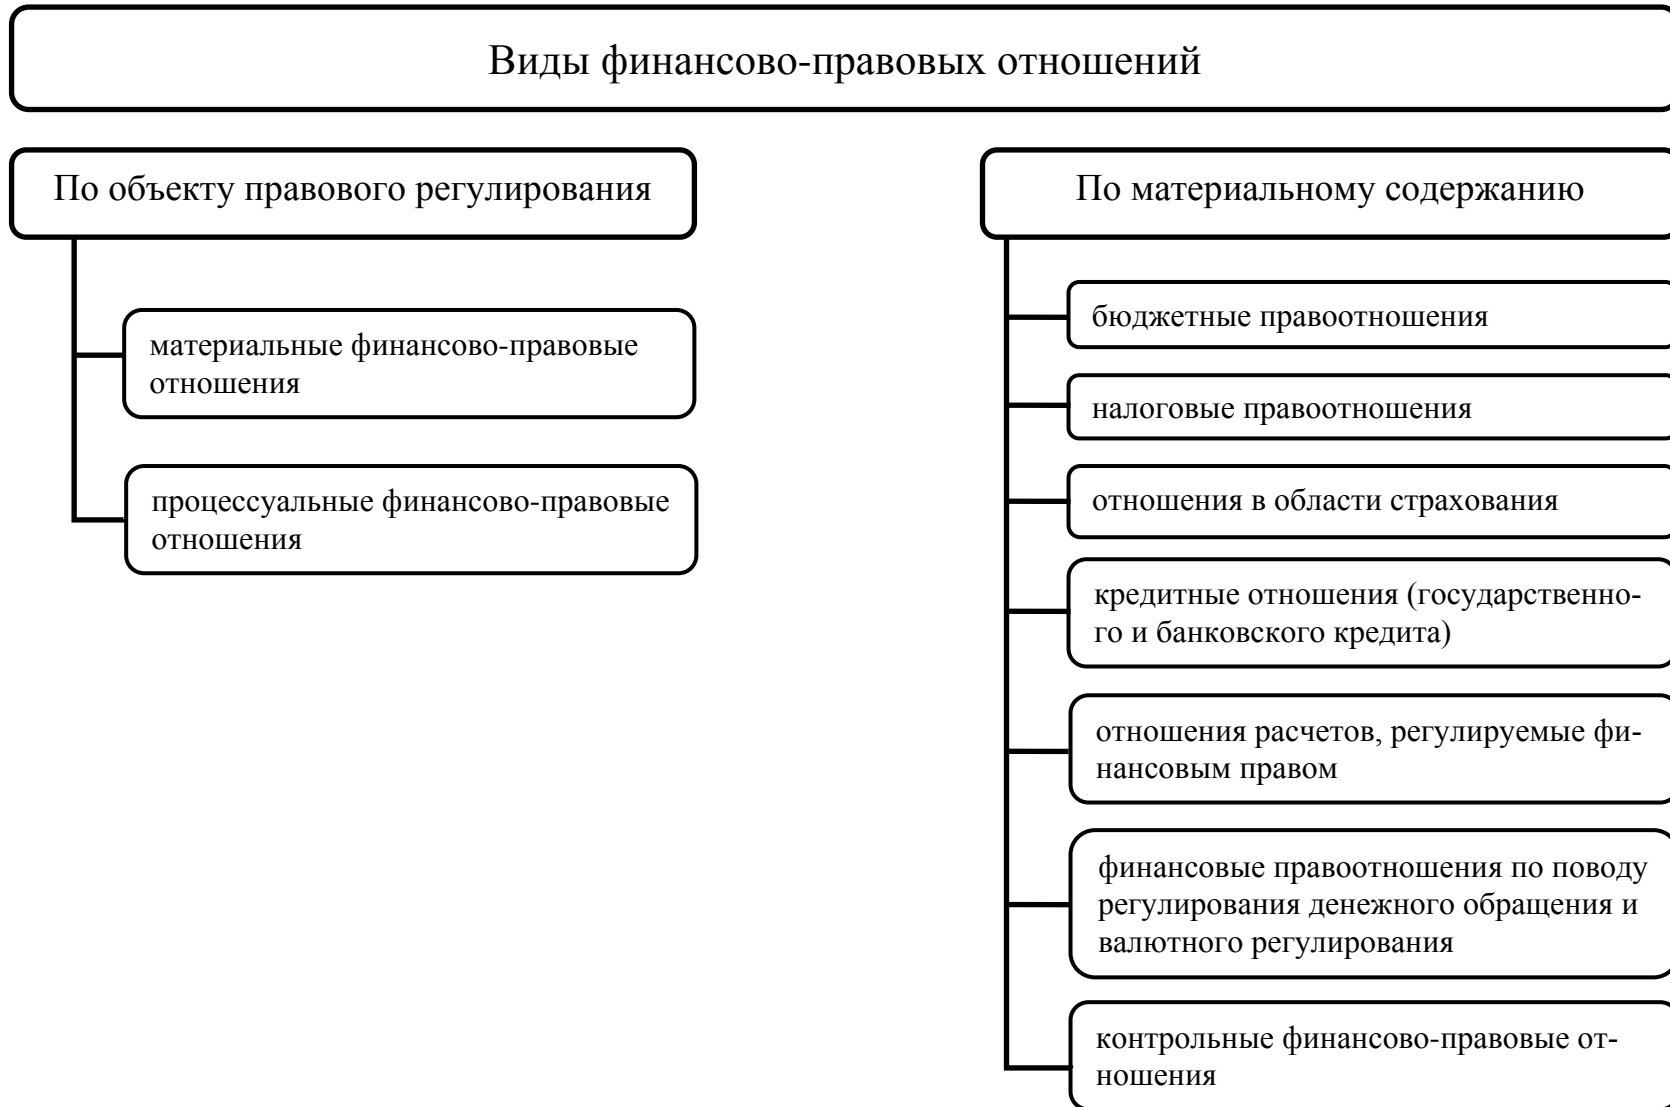 Виды финансово-правовых отношений
По объекту правового регулирования
материальные финансово-правовые
отношения
процессуальные финансово-правовые
отношения
По материальному содержанию
бюджетные правоотношения
налоговые правоотношения
отношения в области страхования
кредитные отношения (государственно-
го и банковского кредита)
отношения расчетов, регулируемые фи-
нансовым правом
финансовые правоотношения по поводу
регулирования денежного обращения и
валютного регулирования
контрольные финансово-правовые от-
ношения